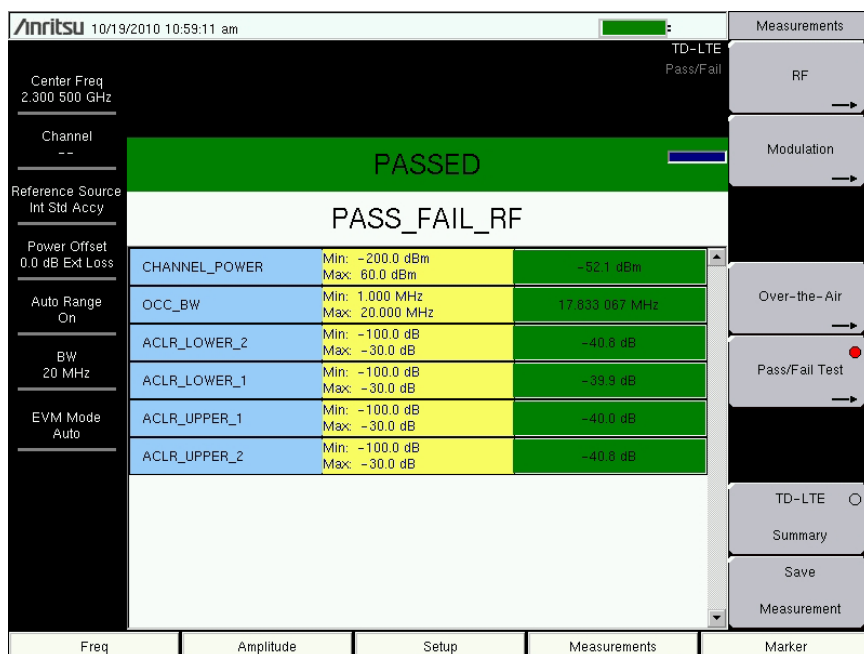 Anritsu 10/19/2010 10:59:11 am
Measurements
TD-LTE
Pass/Fail
Center Freq
2.300 500 GHz
Channel
--
Reference Source
Int Std Accy
Power Offset
0.0 dB Ext Loss
Auto Range
On
BW
20 MHz
EVM Mode
Auto
PASSED
PASS_FAIL_RF
CHANNEL_POWER Min: -200.0 dBm -52.1 dBm
Max: 60.0 dBm
OCC_BW Min: 1.000 MHz 17.833 067 MHz
Max: 20.000 MHz
ACLR_LOWER_2 Min: -100.0 dB -40.8 dB
Max: -30.0 dB
ACLR_LOWER_1 Min: -100.0 dB -39.9 dB
Max: -30.0 dB
ACLR_UPPER_1 Min: -100.0 dB -40.0 dB
Max: -30.0 dB
ACLR_UPPER_2 Min: -100.0 dB -40.8 dB
Max: -30.0 dB
RF
Modulation
Over-the-Air
Pass/Fail Test
TD-LTE
Summary
Save
Measurement
Freq Amplitude Setup Measurements Marker